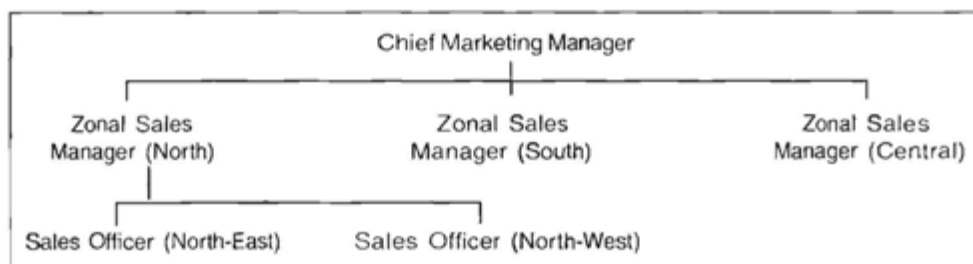 Chief Marketing Manager
Zonal Sales Zonal Sales Zonal Sales
Manager (North) Manager (South) Manager (Central)
Sales Officer (North-East) Sales Officer (North-West)